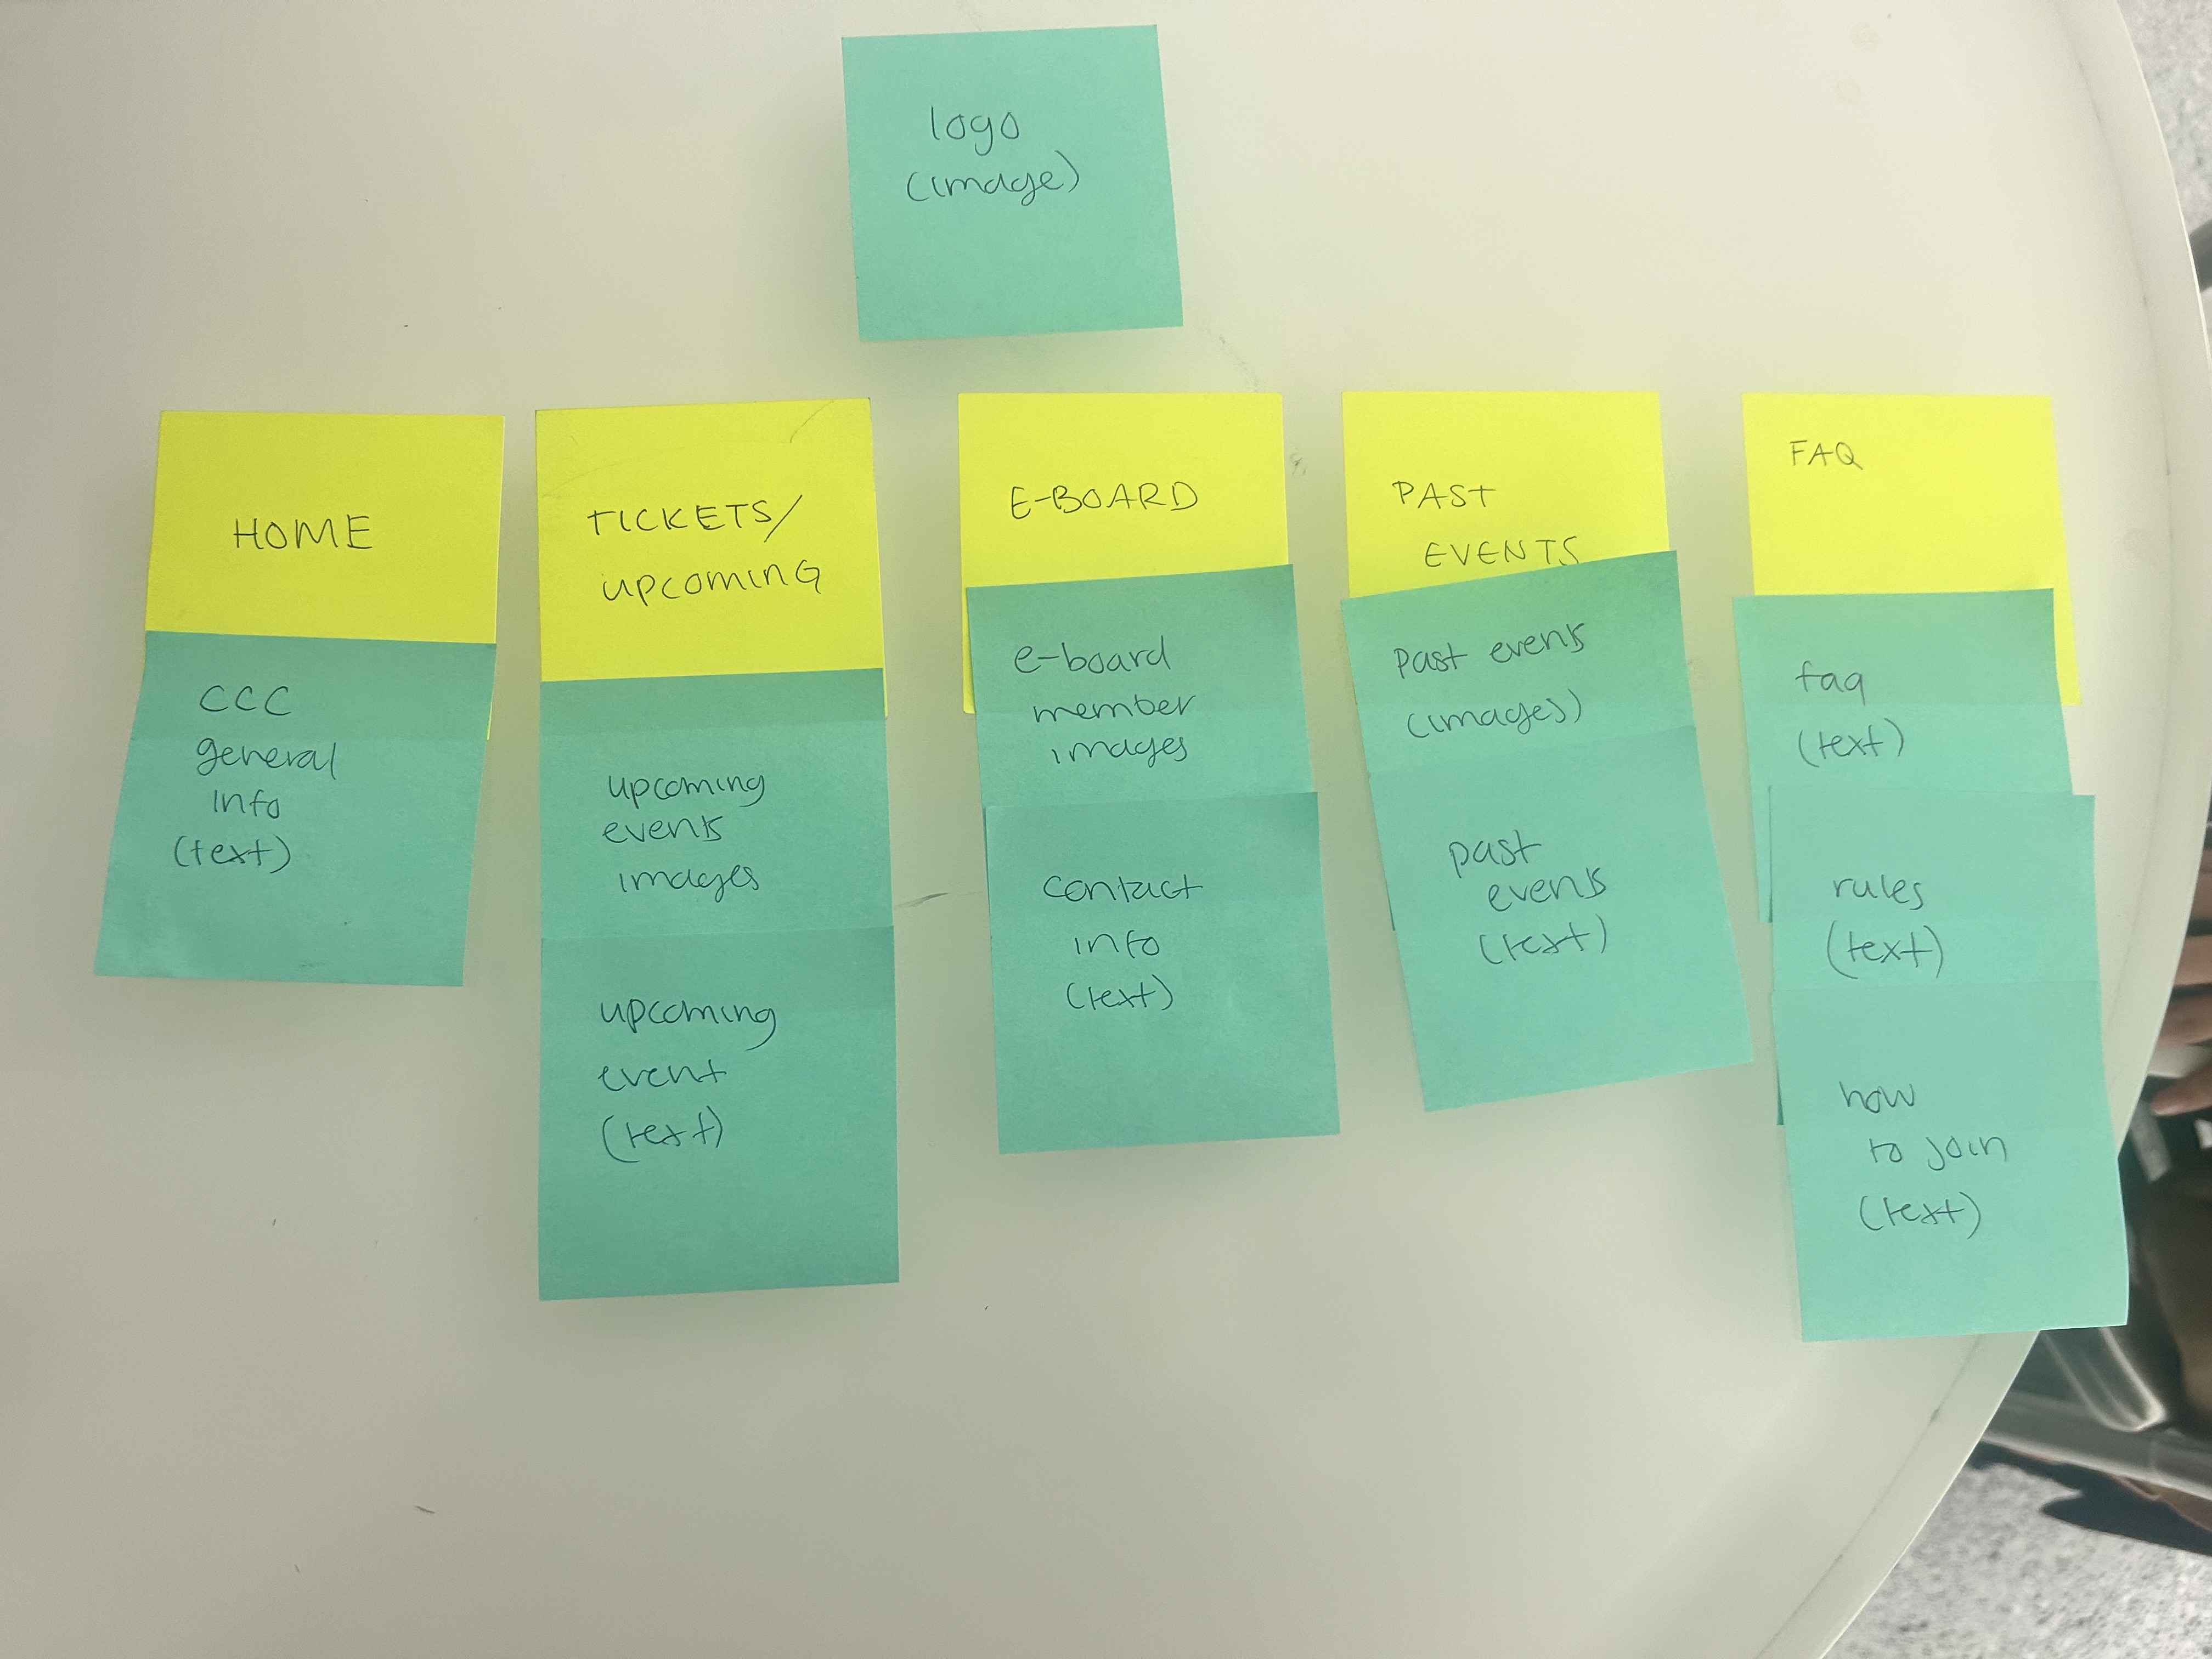 logo
(image)
HOME
CCC
general
info
(text)
TICKETS/
UPCOMING
upcoming
events
images
upcoming
event
(text)
E-BOARD
e-board
member
images
contact
info
(text)
PAST
EVENTS
past events
(images)
past
events
(text)
FAQ
faq
(text)
rules
(text)
how
to join
(text)